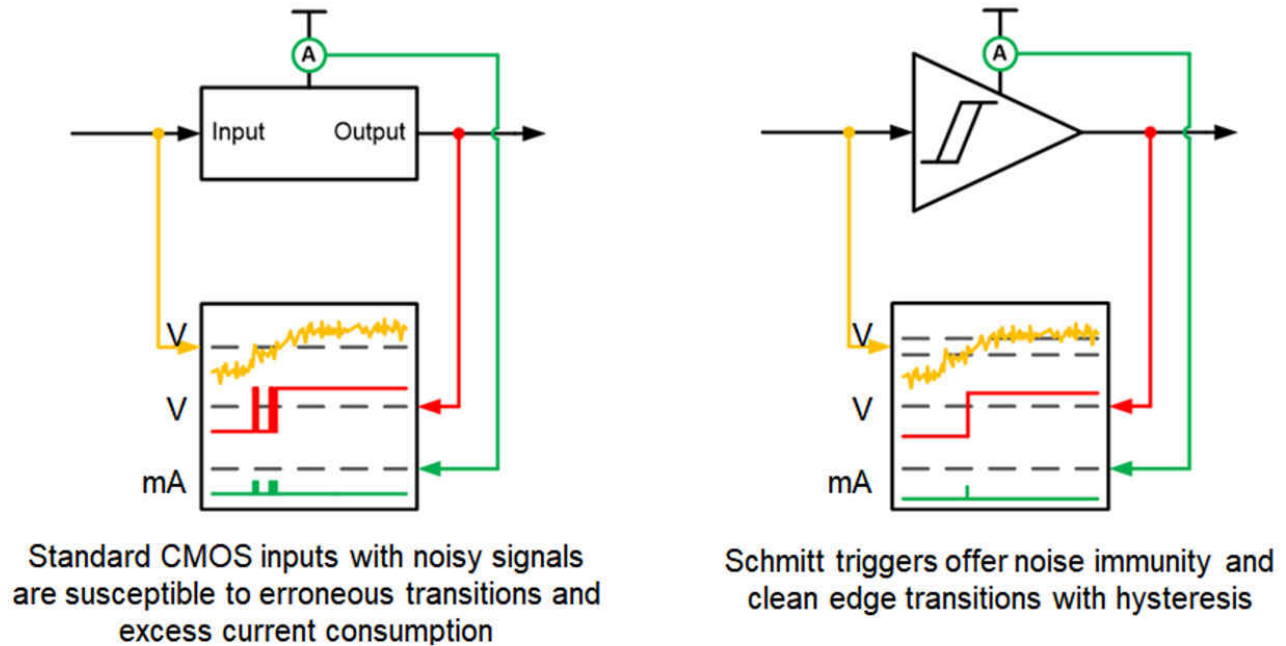 A
Input
Output
V
V
mA
Standard CMOS inputs with noisy signals
are susceptible to erroneous transitions and
excess current consumption
A
V
V
mA
Schmitt triggers offer noise immunity and
clean edge transitions with hysteresis